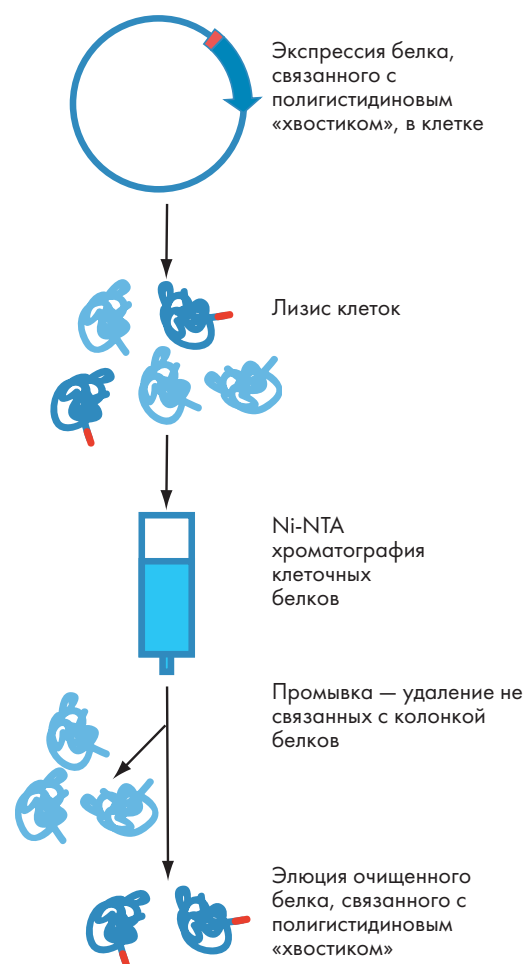 Экспрессия белка,
связанного с
полигистидиновым
«хвостиком», в клетке
Лизис клеток
Ni-NTA
хроматография
клеточных
белков
Промывка — удаление не
связанных с колонкой
белков
Элюция очищенного
белка, связанного с
полигистидиновым
«хвостиком»